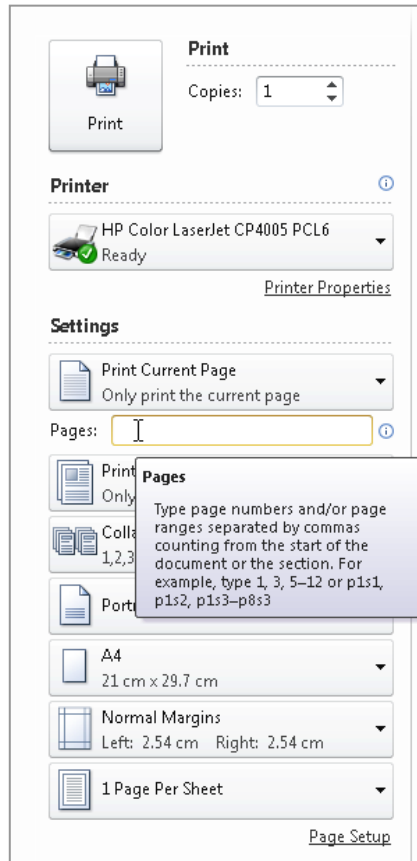 Print
Print
Copies: 1
Printer
HP Color LaserJet CP4005 PCL6
Ready
Printer Properties
Settings
Print Current Page
Only print the current page
Pages:
Print
Only
Pages
Type page numbers and/or page
ranges separated by commas
counting from the start of the
document or the section. For
example, type 1, 3, 5–12 or p1s1,
p1s2, p1s3–p8s3
Colla
1,2,3
Portr
A4
21 cm x 29.7 cm
Normal Margins
Left: 2.54 cm Right: 2.54 cm
1 Page Per Sheet
Page Setup